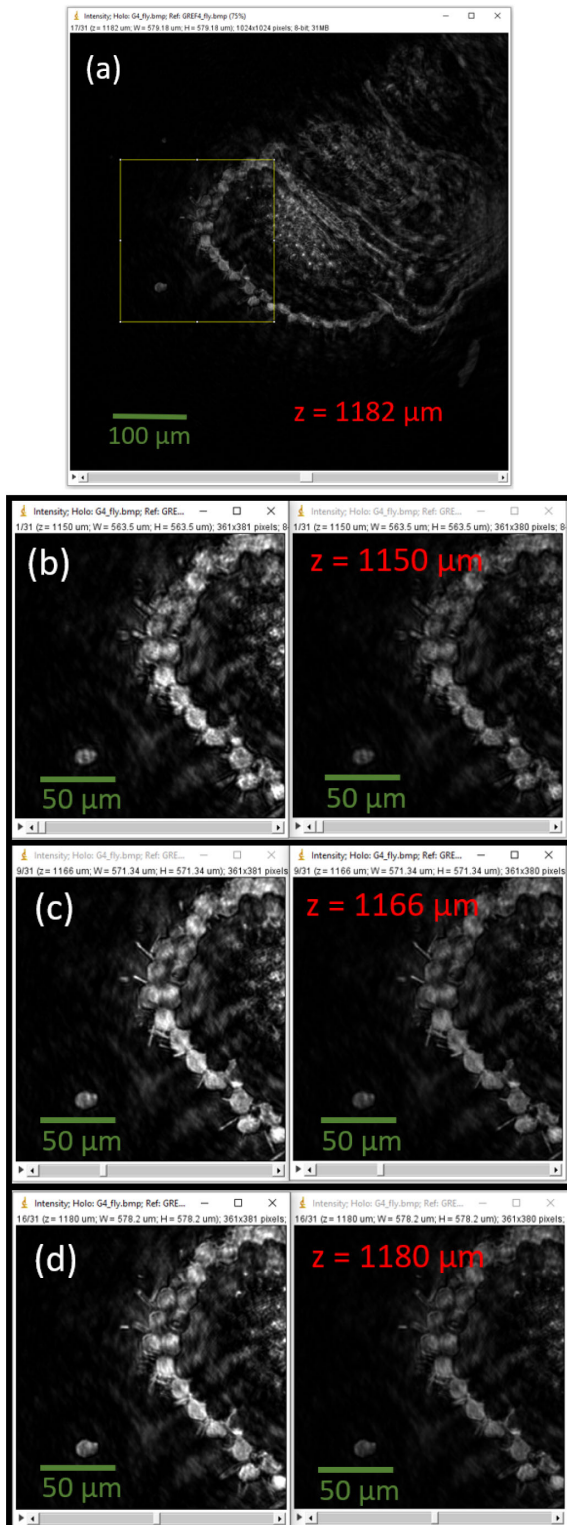 Intensity; Holo: G4_fly.bmp; Ref: GREF4_fly.bmp (75%)
17/31 (z = 1182 um; W = 579.18 um; H = 579.18 um); 1024x1024 pixels; 8-bit; 31MB
(a)
z = 1182 μm
100 μm
Intensity; Holo: G4_fly.bmp; Ref: GRE...
Intensity; Holo: G4_fly.bmp; Ref: GRE...
1/31 (z = 1150 um; W = 563.5 um; H = 563.5 um); 361x381 pixels; 8-
1/31 (z = 1150 um; W = 563.5 um; H = 563.5 um); 361x380 pixels; 8
(b)
z = 1150 μm
50 μm
50 μm
Intensity; Holo: G4_fly.bmp; Ref: GRE...
Intensity; Holo: G4_fly.bmp; Ref: GRE...
9/31 (z = 1166 um; W = 571.34 um; H = 571.34 um); 361x381 pixels
9/31 (z = 1166 um; W = 571.34 um; H = 571.34 um); 361x380 pixels
(c)
z = 1166 μm
50 μm
50 μm
Intensity; Holo: G4_fly.bmp; Ref: GRE...
Intensity; Holo: G4_fly.bmp; Ref: GRE...
16/31 (z = 1180 um; W = 578.2 um; H = 578.2 um); 361x381 pixels;
16/31 (z = 1180 um; W = 578.2 um; H = 578.2 um); 361x380 pixels;
(d)
z = 1180 μm
50 μm
50 μm